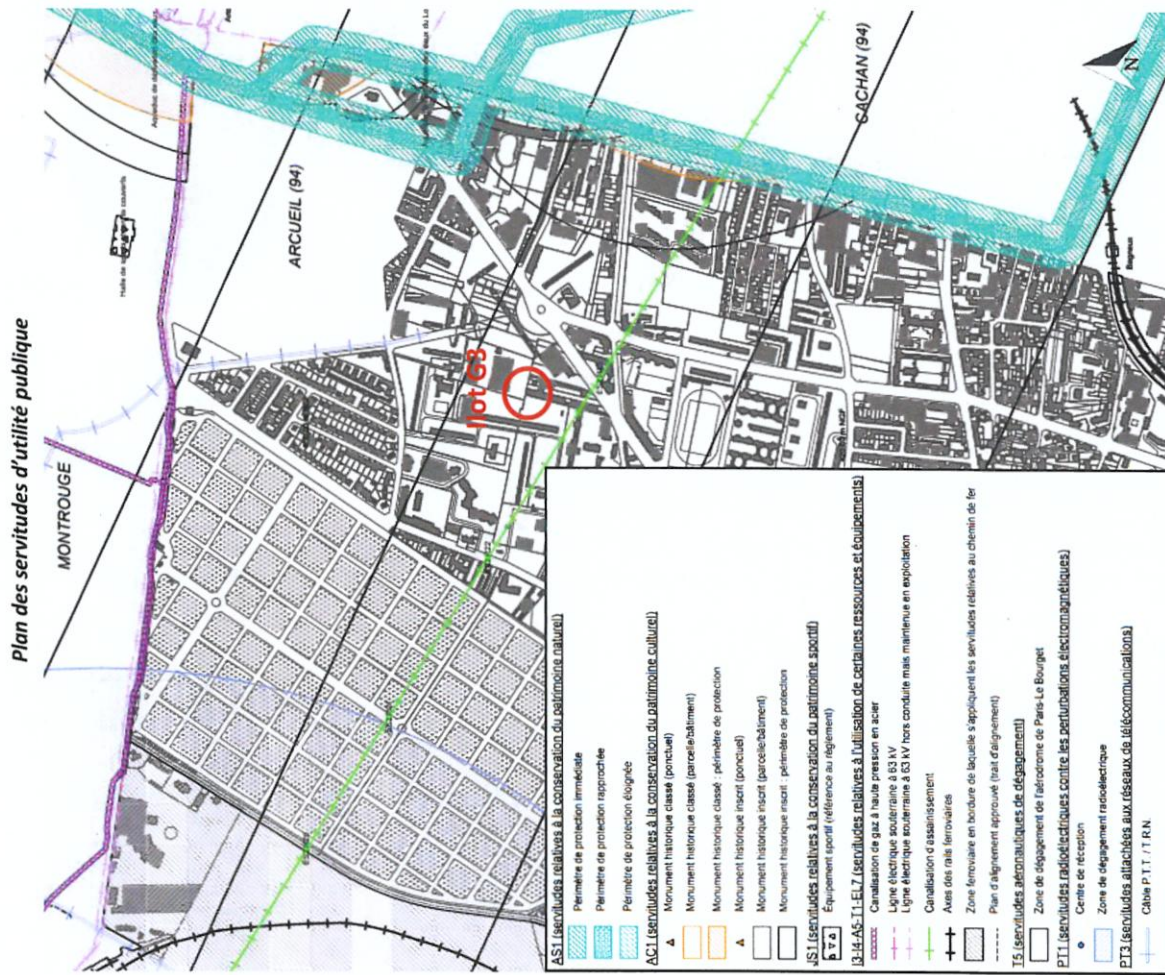 Plan des servitudes d'utilité publique
MONTROUGE
ARCUEIL (94)
CACHAN (94)
Ilot G3
Bagneux
N
AS1 (servitudes relatives à la conservation du patrimoine naturel)
Périmètre de protection immédiate
Périmètre de protection rapprochée
Périmètre de protection éloignée
AC1 (servitudes relatives à la conservation du patrimoine culturel)
Monument historique classé (ponctuel)
Monument historique classé (parcelle/bâtiment)
Monument historique classé : périmètre de protection
Monument historique inscrit (ponctuel)
Monument historique inscrit (parcelle/bâtiment)
Monument historique inscrit : périmètre de protection
JS1 (servitudes relatives à la conservation du patrimoine sportif)
Équipement sportif (référence au règlement)
I3-I4-A5-T1-EL7 (servitudes relatives à l'utilisation de certaines ressources et équipements)
Canalisation de gaz à haute pression en acier
Ligne électrique souterraine à 63 kV
Ligne électrique souterraine à 63 kV hors conduite mais maintenue en exploitation
Canalisation d'assainissement
Axes des rails ferroviaires
Zone ferroviaire en bordure de laquelle s'appliquent les servitudes relatives au chemin de fer
Plan d'alignement approuvé (trait d'alignement)
T5 (servitudes aéronautiques de dégagement)
Zone de dégagement de l'aérodrome de Paris-Le Bourget
PT1 (servitudes radioélectriques contre les perturbations électromagnétiques)
Centre de réception
Zone de dégagement radioélectrique
PT3 (servitudes attachées aux réseaux de télécommunications)
Câble P.T.T. / T.R.N.